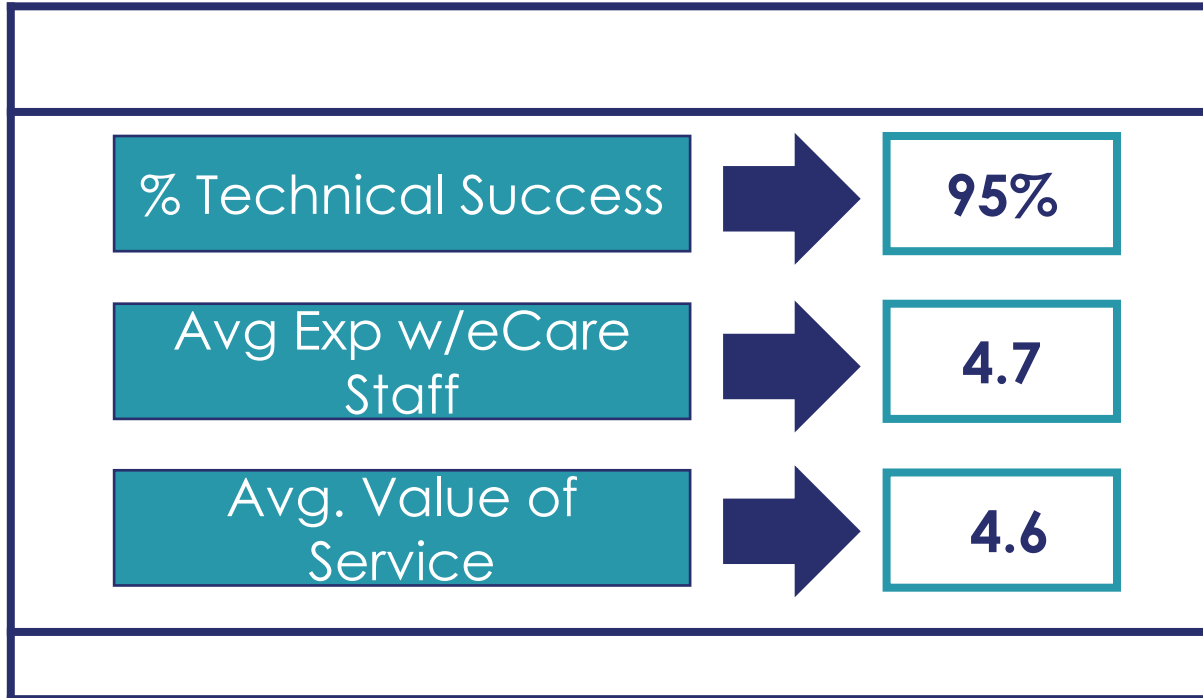 % Technical Success
95%
Avg Exp w/eCare
Staff
4.7
Avg. Value of
Service
4.6